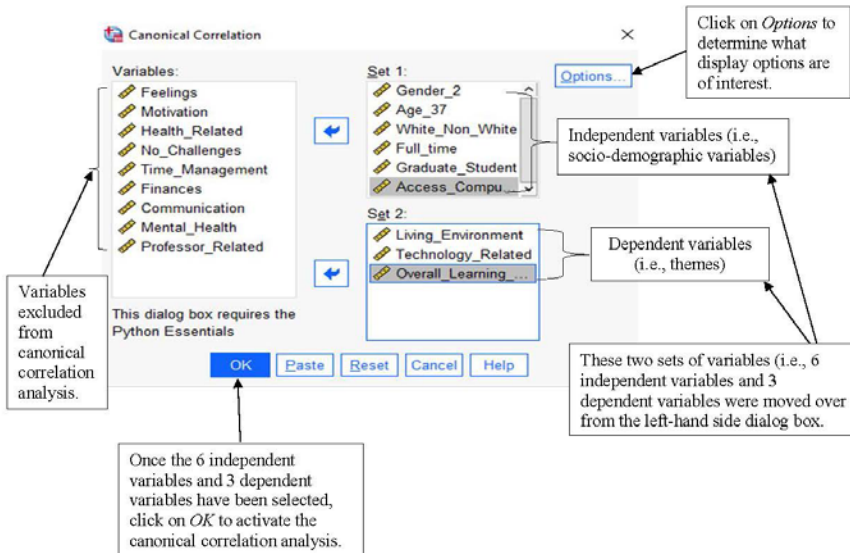 Canonical Correlation
Variables:
Feelings
Motivation
Health_Related
No_Challenges
Time_Management
Finances
Communication
Mental_Health
Professor_Related
This dialog box requires the
Python Essentials
Set 1:
Gender_2
Age_37
White_Non_White
Full_time
Graduate_Student
Access_Compu...
Set 2:
Living_Environment
Technology_Related
Overall_Learning_...
Options...
OK
Paste
Reset
Cancel
Help
Click on Options to
determine what
display options are
of interest.
Independent variables (i.e.,
socio-demographic variables)
Dependent variables
(i.e., themes)
These two sets of variables (i.e., 6
independent variables and 3
dependent variables were moved over
from the left-hand side dialog box.
Variables
excluded
from
canonical
correlation
analysis.
Once the 6 independent
variables and 3 dependent
variables have been selected,
click on OK to activate the
canonical correlation analysis.